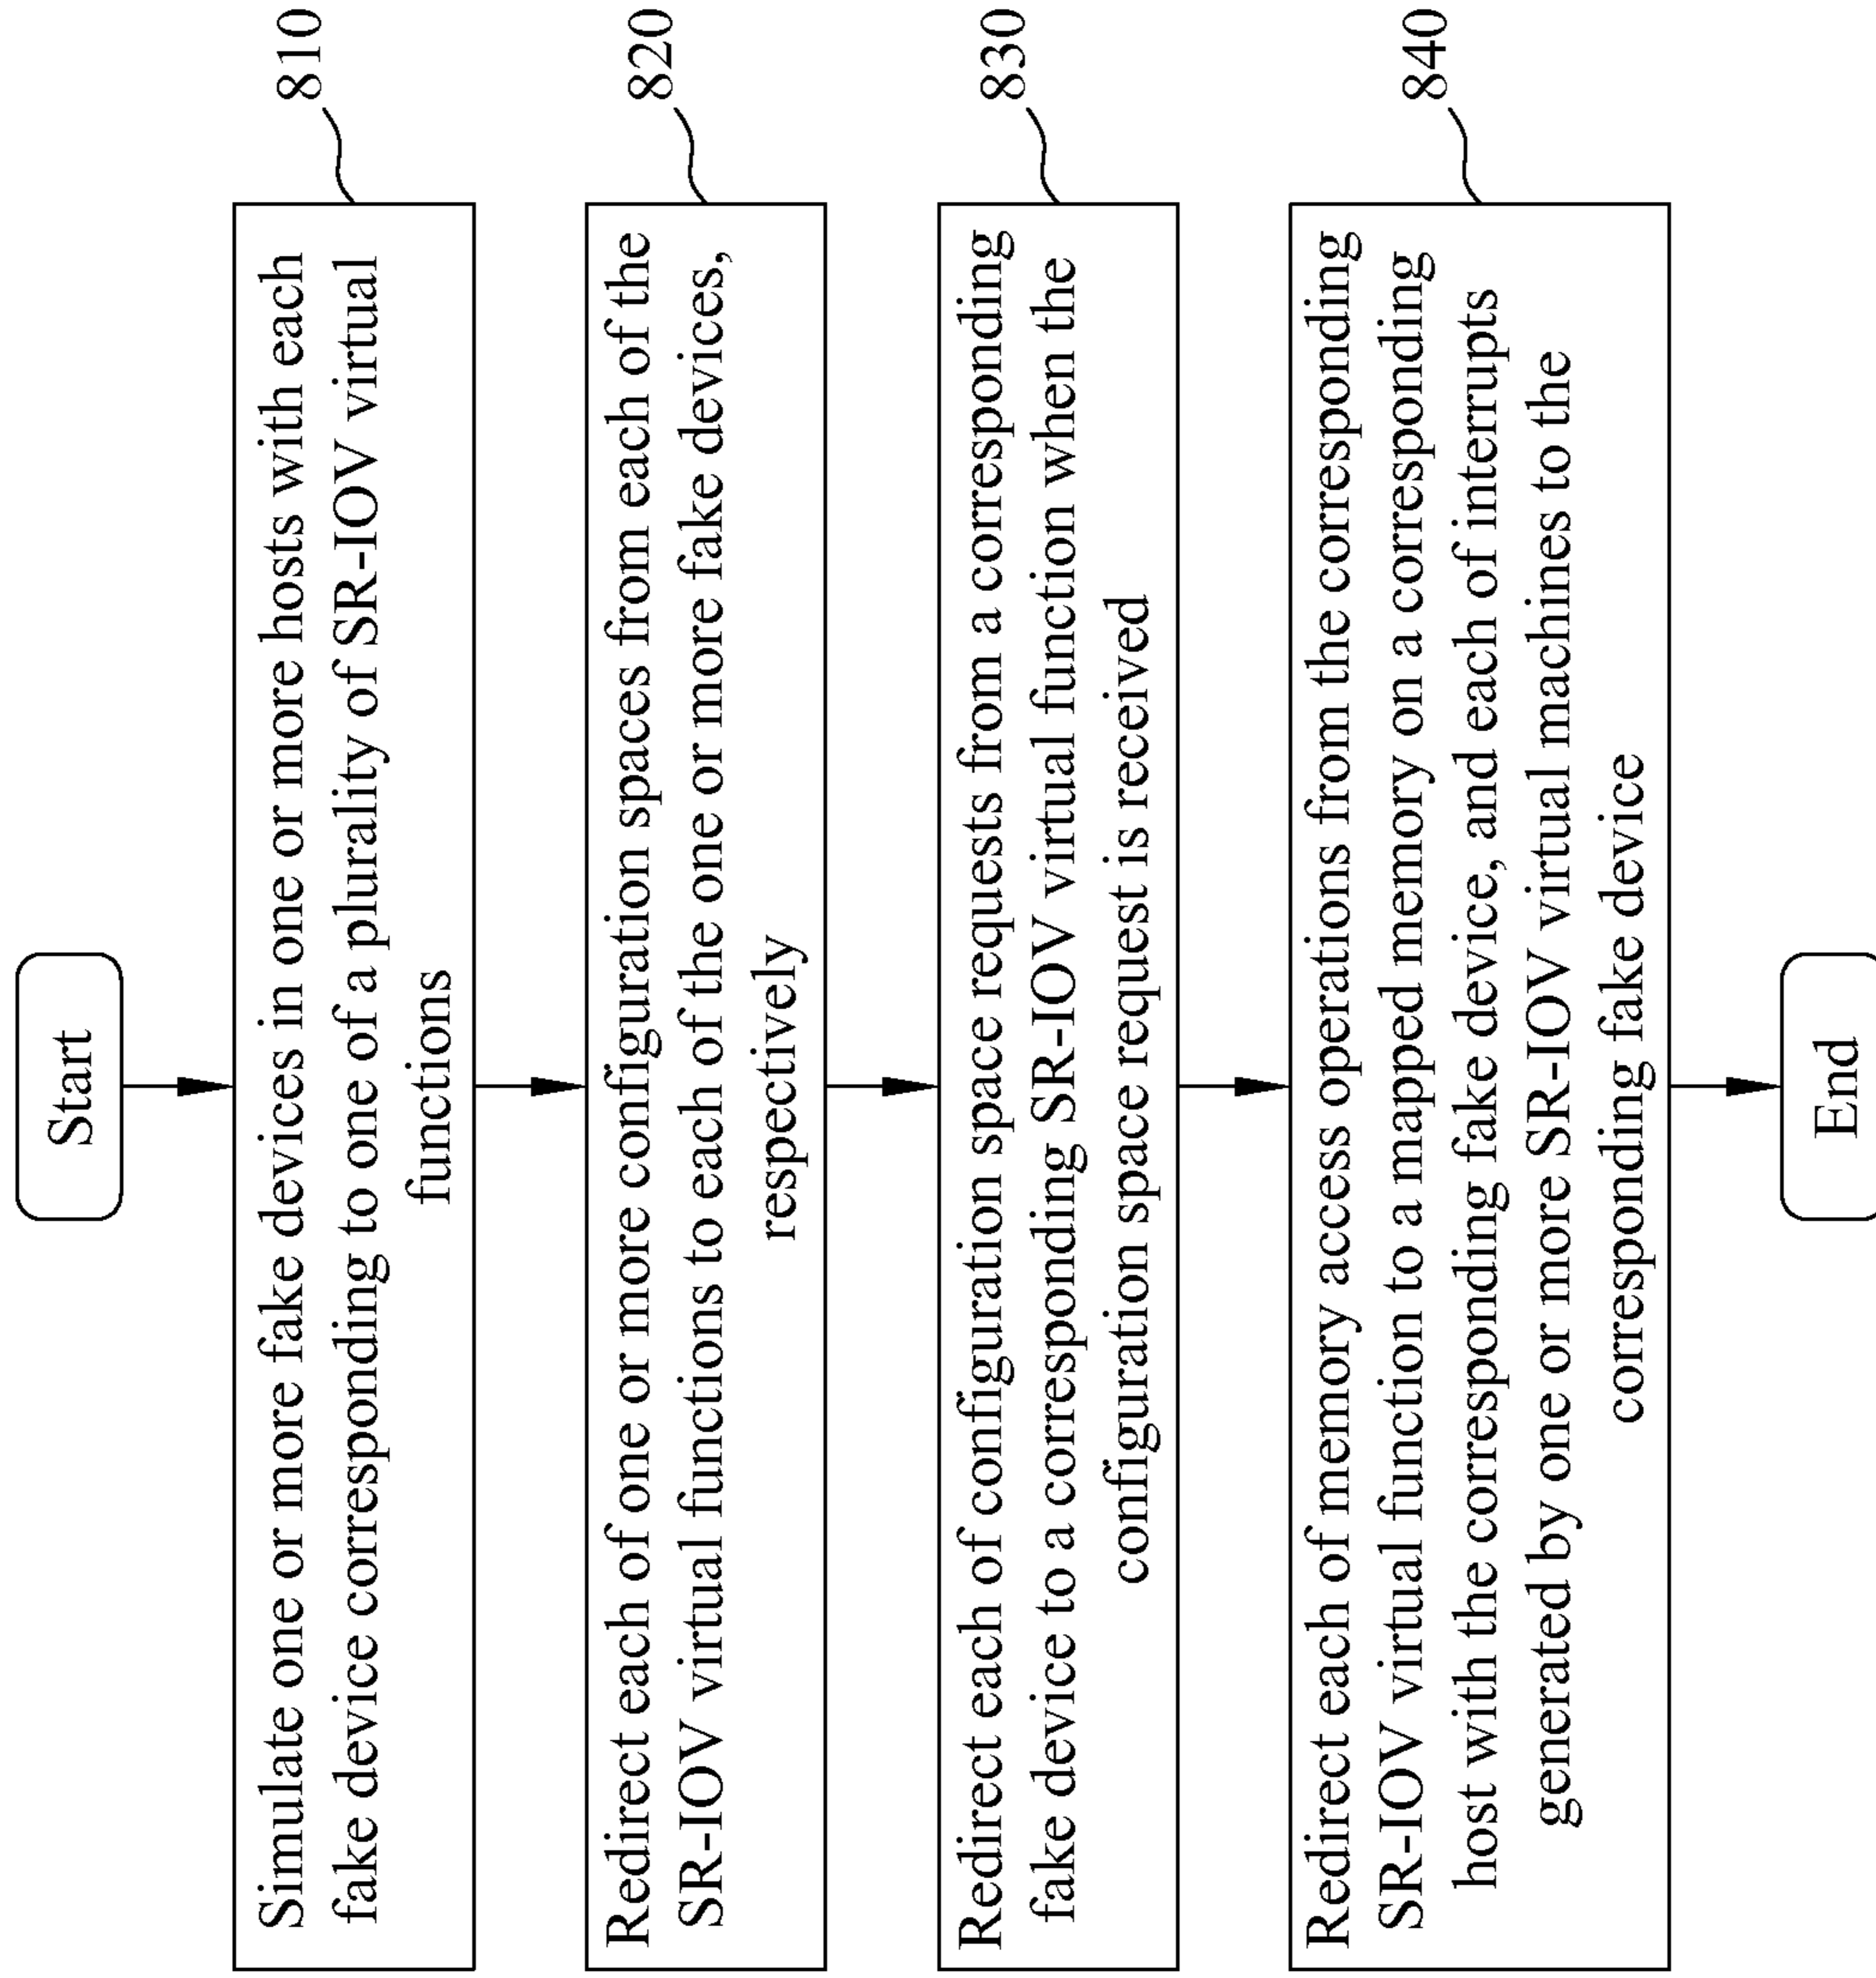 Start
Simulate one or more fake devices in one or more hosts with each
fake device corresponding to one of a plurality of SR-IOV virtual
functions
810
Redirect each of one or more configuration spaces from each of the
SR-IOV virtual functions to each of the one or more fake devices,
respectively
820
Redirect each of configuration space requests from a corresponding
fake device to a corresponding SR-IOV virtual function when the
configuration space request is received
830
Redirect each of memory access operations from the corresponding
SR-IOV virtual function to a mapped memory on a corresponding
host with the corresponding fake device, and each of interrupts
generated by one or more SR-IOV virtual machines to the
corresponding fake device
840
End